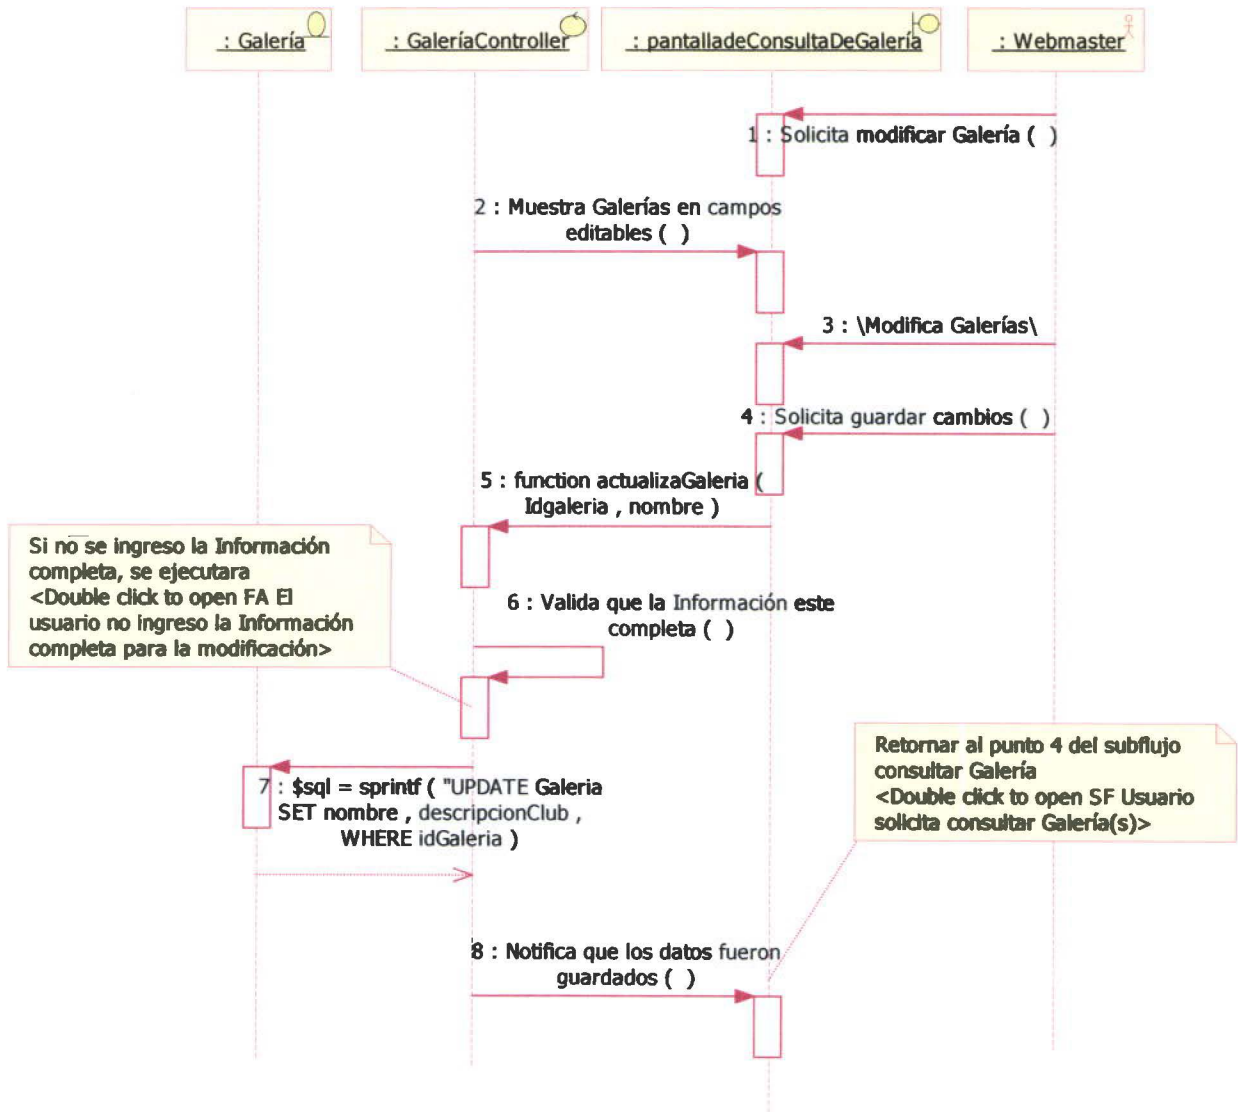 : Galería
: GaleríaController
: pantalladeConsultaDeGalería
: Webmaster
1 : Solicita modificar Galería ( )
2 : Muestra Galerías en campos
editables ( )
3 : \Modifica Galerías\
4 : Solicita guardar cambios ( )
5 : function actualizaGaleria (
Idgaleria , nombre )
Si no se ingreso la Información
completa, se ejecutara
<Double click to open FA El
usuario no ingreso la Información
completa para la modificación>
6 : Valida que la Información este
completa ( )
7 : $sql = sprintf ( "UPDATE Galeria
SET nombre , descripcionClub ,
WHERE idGaleria )
Retornar al punto 4 del subflujo
consultar Galería
<Double click to open SF Usuario
solicita consultar Galería(s)>
8 : Notifica que los datos fueron
guardados ( )